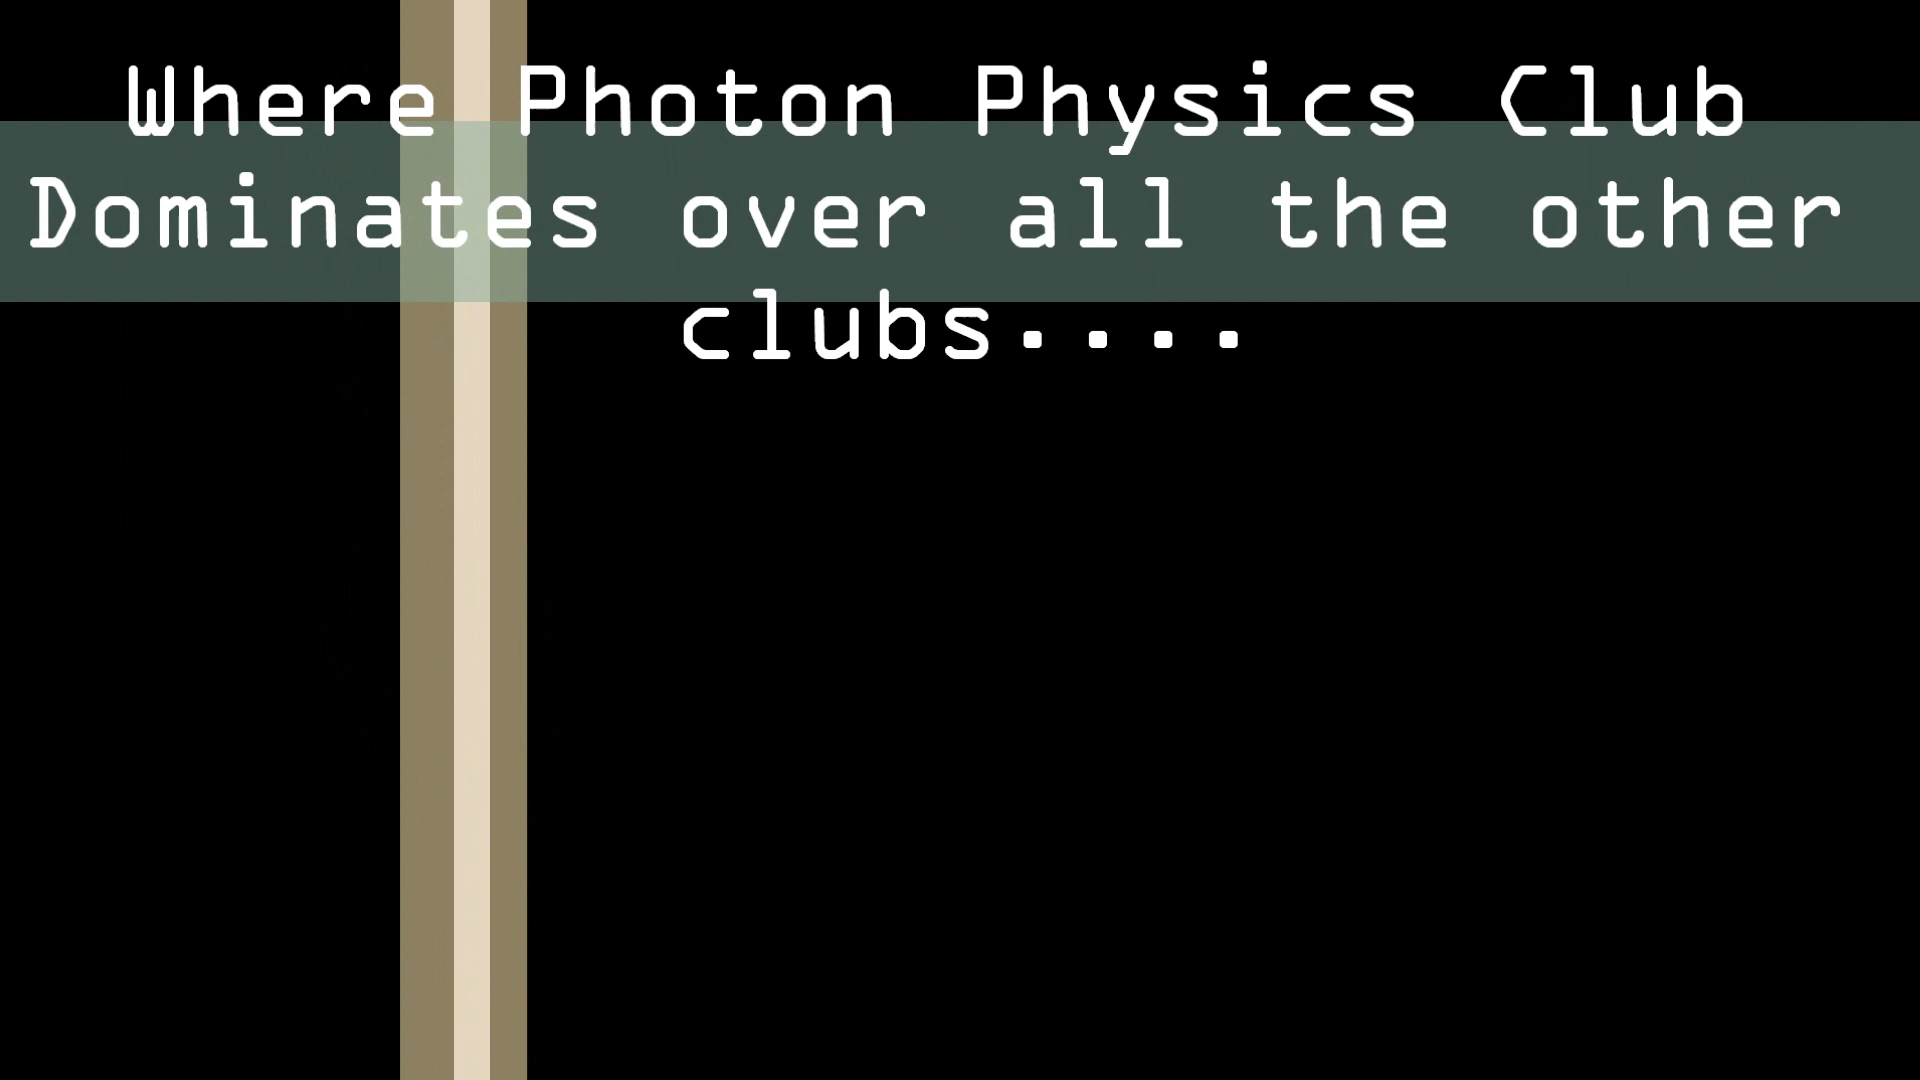 Where Photon Physics Club
Dominates over all the other
clubs....